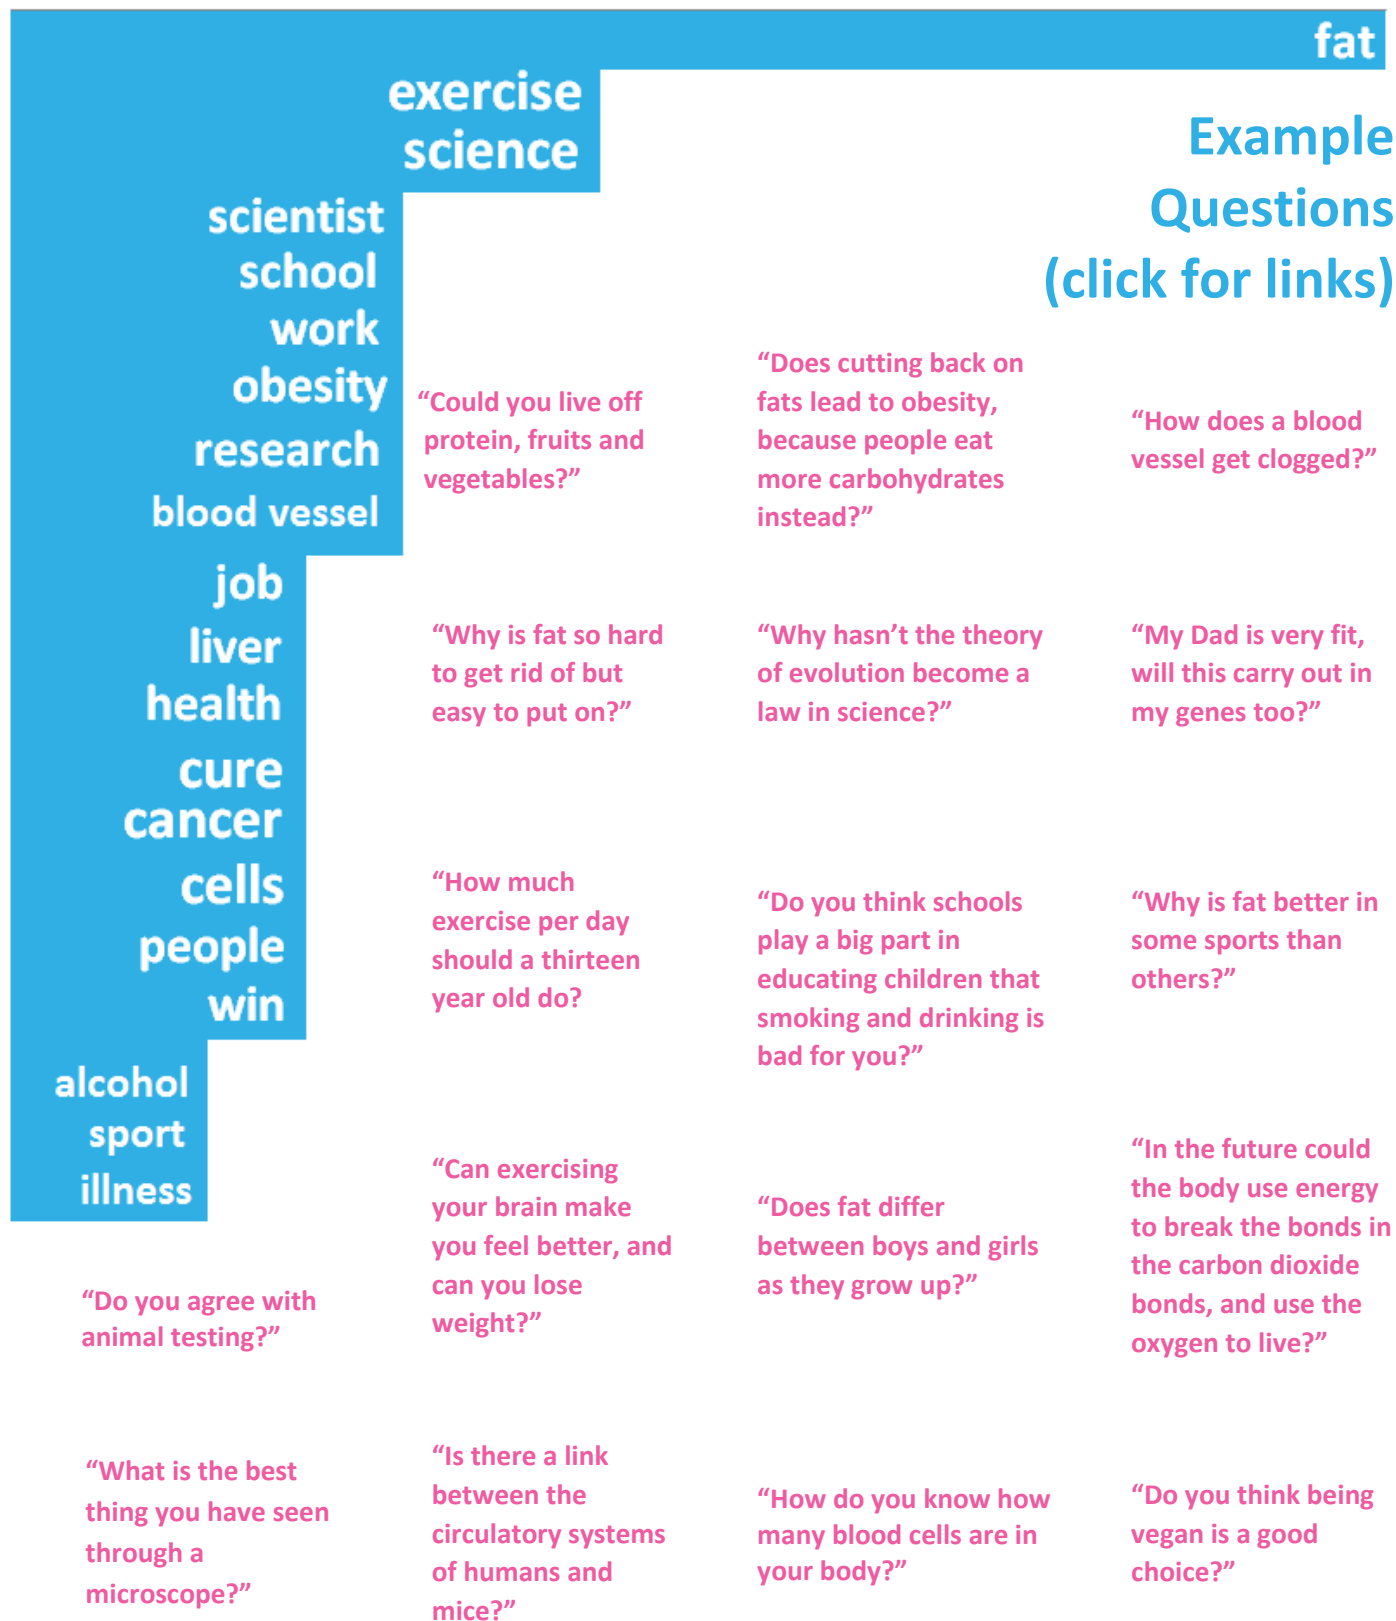 fat
exercise
science
scientist
school
work
obesity
research
blood vessel
job
liver
health
cure
cancer
cells
people
win
alcohol
sport
illness
Example
Questions
(click for links)
“Could you live off
protein, fruits and
vegetables?”
“Does cutting back on
fats lead to obesity,
because people eat
more carbohydrates
instead?”
“How does a blood
vessel get clogged?”
“Why is fat so hard
to get rid of but
easy to put on?”
“Why hasn’t the theory
of evolution become a
law in science?”
“My Dad is very fit,
will this carry out in
my genes too?”
“How much
exercise per day
should a thirteen
year old do?
“Do you think schools
play a big part in
educating children that
smoking and drinking is
bad for you?”
“Why is fat better in
some sports than
others?”
“Do you agree with
animal testing?”
“Can exercising
your brain make
you feel better, and
can you lose
weight?”
“Does fat differ
between boys and girls
as they grow up?”
“In the future could
the body use energy
to break the bonds in
the carbon dioxide
bonds, and use the
oxygen to live?”
“What is the best
thing you have seen
through a
microscope?”
“Is there a link
between the
circulatory systems
of humans and
mice?”
“How do you know how
many blood cells are in
your body?”
“Do you think being
vegan is a good
choice?”